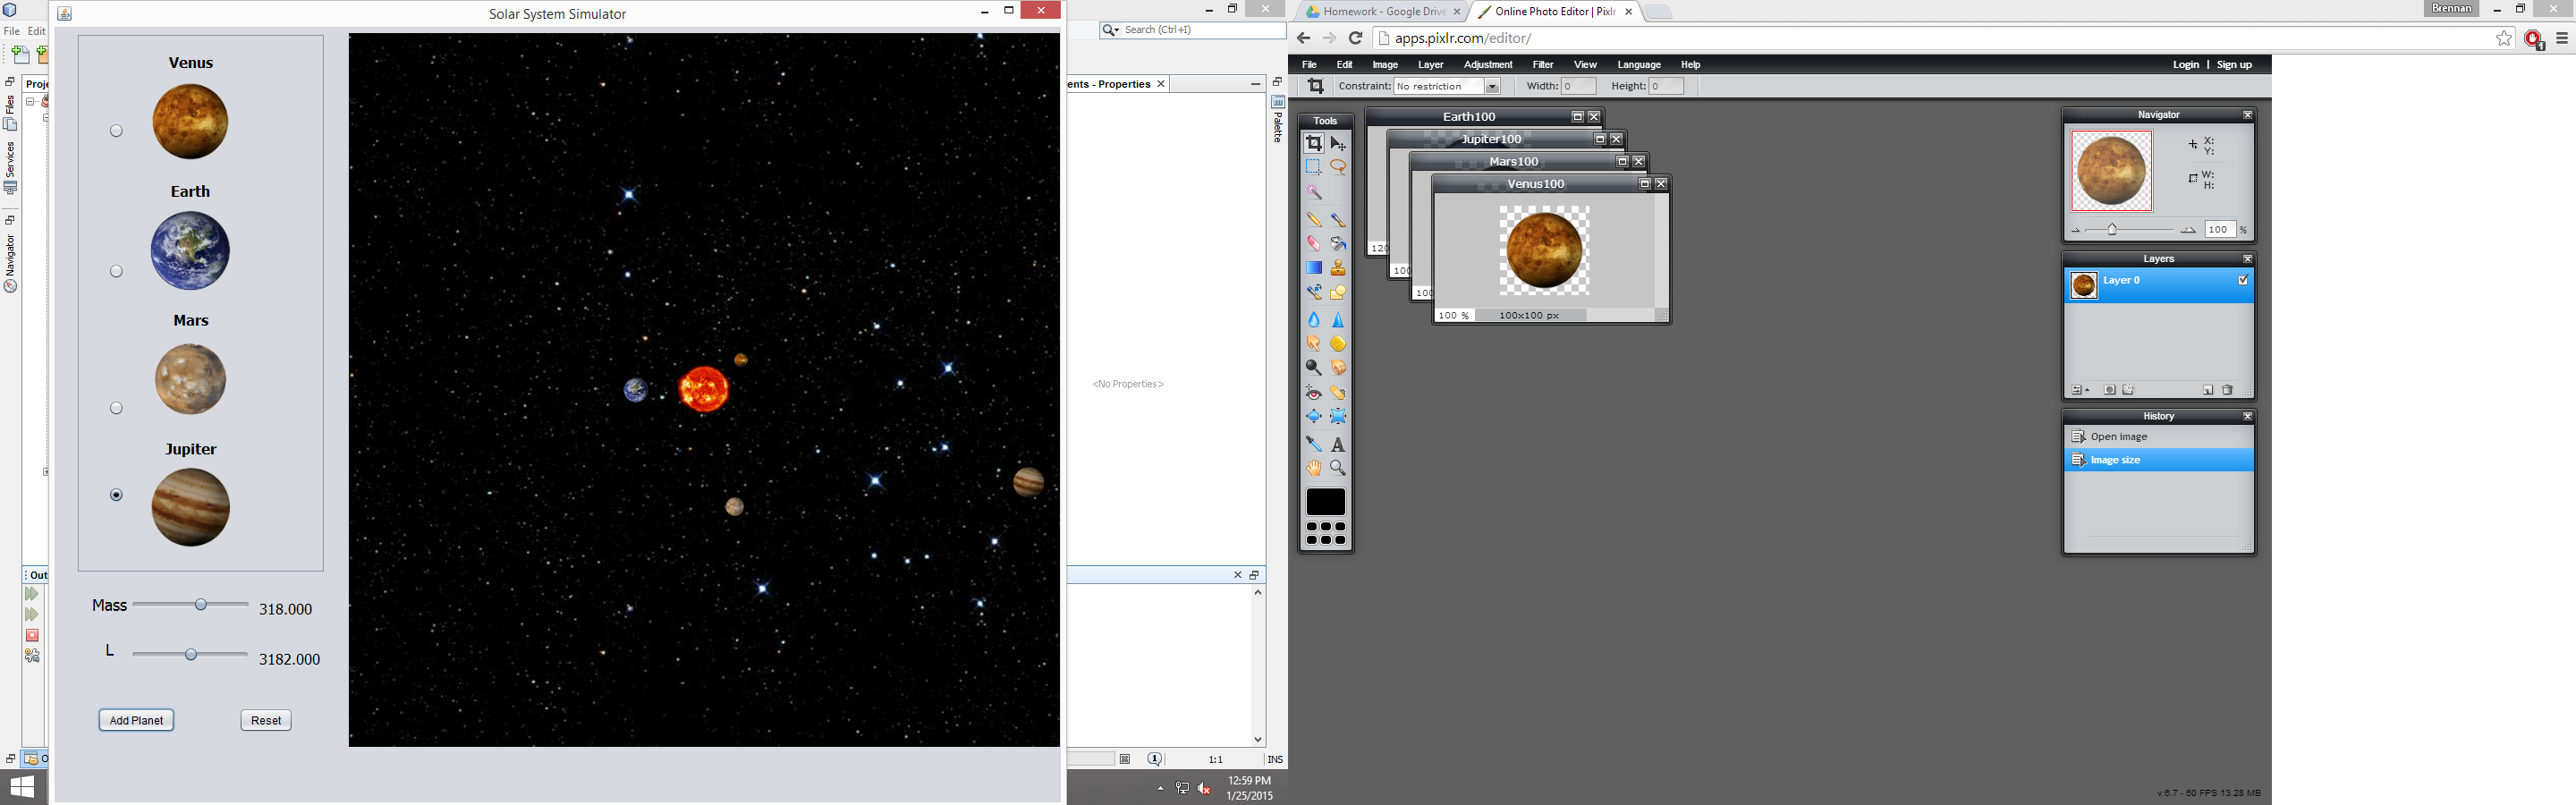 Solar System Simulator
File Edit
Search (Ctrl+I)
Proje
Files
Services
Navigator
Venus
Earth
Mars
Jupiter
Mass 318.000
L 3182.000
Add Planet Reset
Out
O
ents - Properties
Palette
<No Properties>
1:1 INS
12:59 PM
1/25/2015
Homework - Google Drive
Online Photo Editor | Pixlr
Brennan
apps.pixlr.com/editor/
File Edit Image Layer Adjustment Filter View Language Help
Login | Sign up
Constraint: No restriction Width: 0 Height: 0
Tools
Earth100
Jupiter100
Mars100
Venus100
120
100
100
100 % 100x100 px
Navigator
X:
Y:
W:
H:
100 %
Layers
Layer 0
History
Open image
Image size
v:6.7 - 60 FPS 13.28 MB